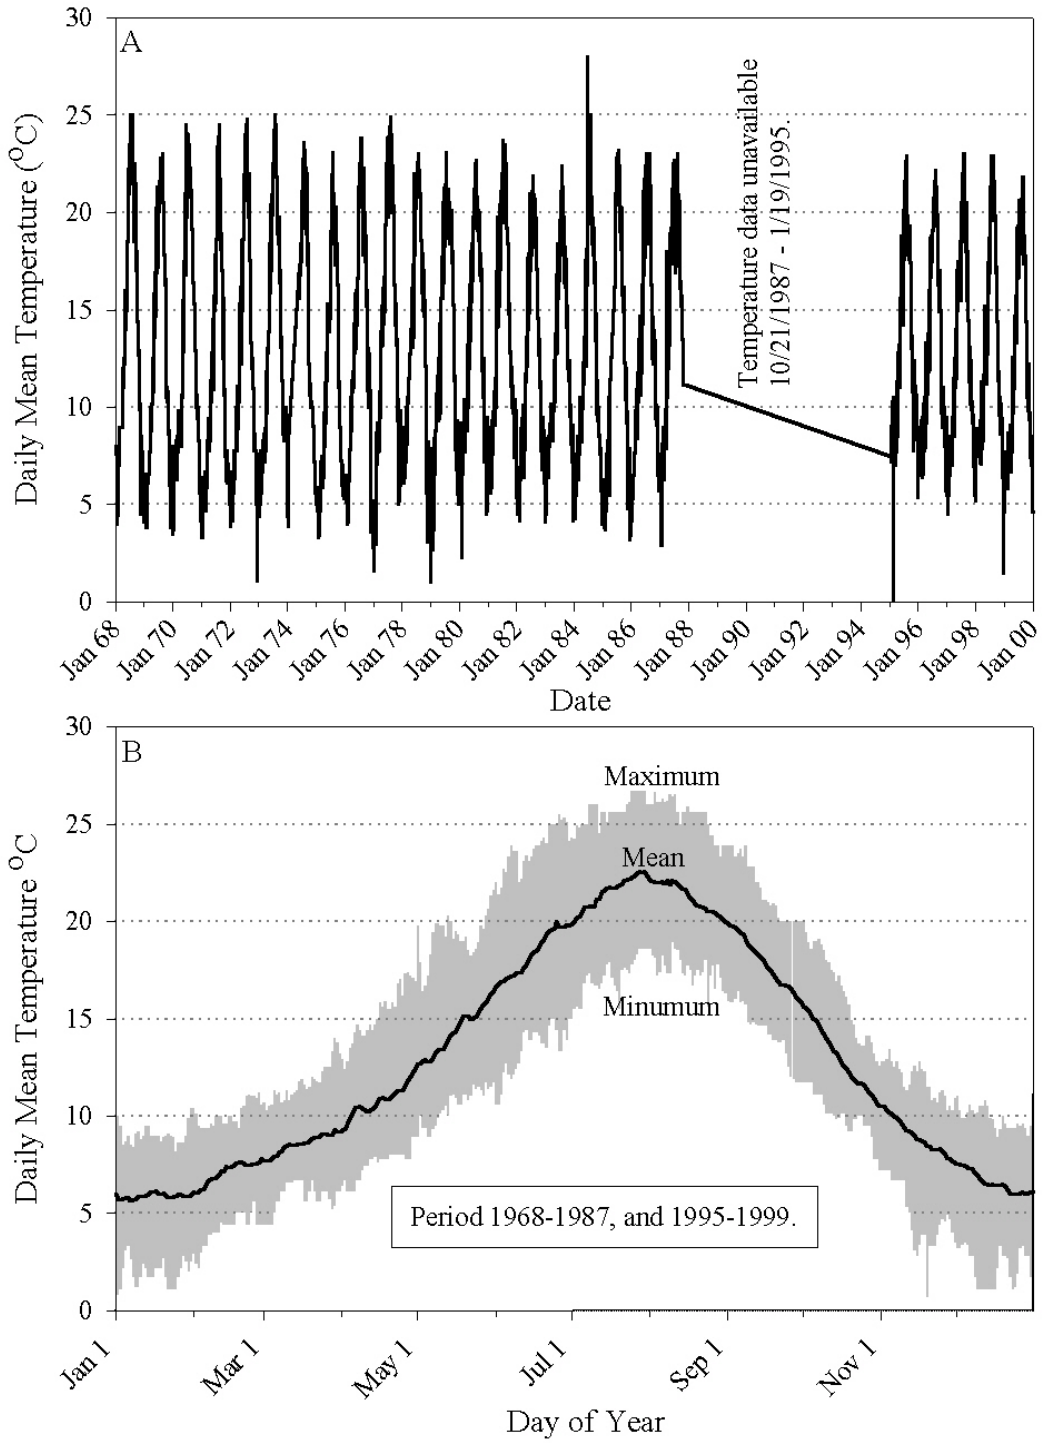 A
Daily Mean Temperature (°C)
30
25
20
15
10
5
0
Temperature data unavailable
10/21/1987 - 1/19/1995.
Jan 68
Jan 70
Jan 72
Jan 74
Jan 76
Jan 78
Jan 80
Jan 82
Jan 84
Jan 86
Jan 88
Jan 90
Jan 92
Jan 94
Jan 96
Jan 98
Jan 00
Date
B
Daily Mean Temperature °C
30
25
20
15
10
5
0
Maximum
Mean
Minumum
Period 1968-1987, and 1995-1999.
Jan 1
Mar 1
May 1
Jul 1
Sep 1
Nov 1
Day of Year